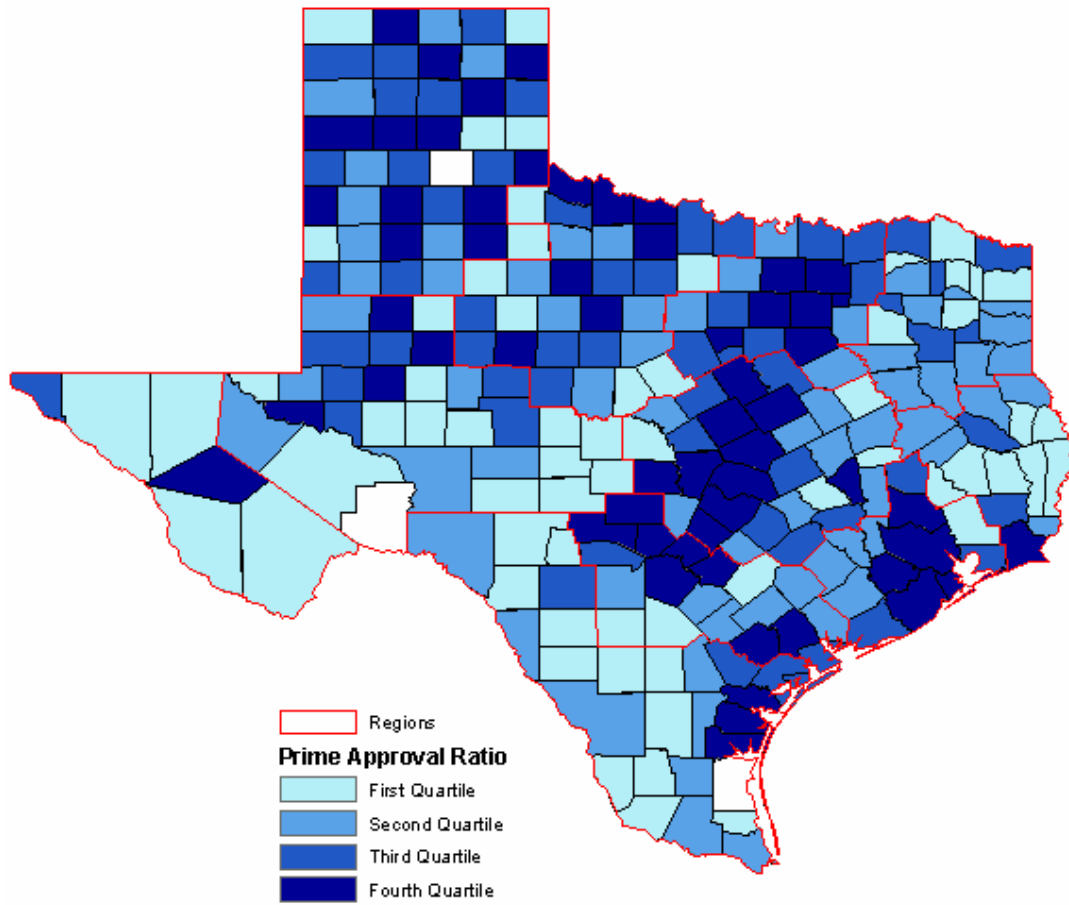 Regions
Prime Approval Ratio
First Quartile
Second Quartile
Third Quartile
Fourth Quartile